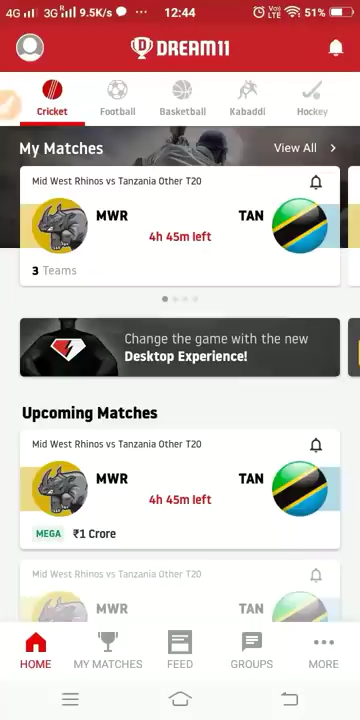 4G 3G R 9.5K/s ... 12:44 Vo) LTE 51%
DREAM11
Cricket Football Basketball Kabaddi Hockey
My Matches View All >
Mid West Rhinos vs Tanzania Other T20
MWR TAN
4h 45m left
3 Teams
Change the game with the new
Desktop Experience!
Upcoming Matches
Mid West Rhinos vs Tanzania Other T20
MWR TAN
4h 45m left
MEGA ₹1 Crore
Mid West Rhinos vs Tanzania Other T20
MWR TAN
HOME MY MATCHES FEED GROUPS MORE